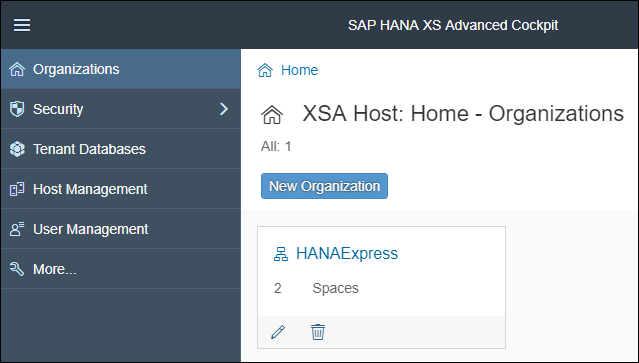 SAP HANA XS Advanced Cockpit
Organizations
Security
Tenant Databases
Host Management
User Management
More...
Home
XSA Host: Home - Organizations
All: 1
New Organization
HANAExpress
2 Spaces